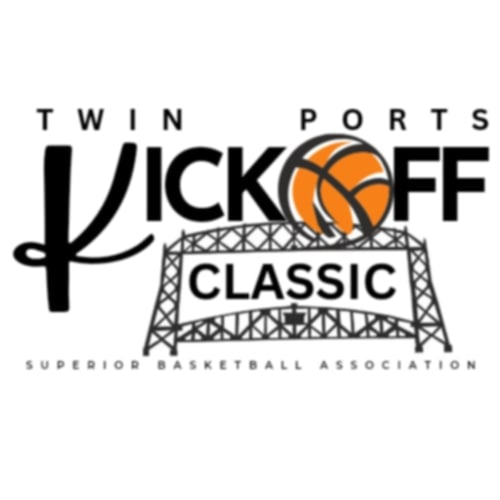 TWIN PORTS
KICKOFF
CLASSIC
SUPERIOR BASKETBALL ASSOCIATION